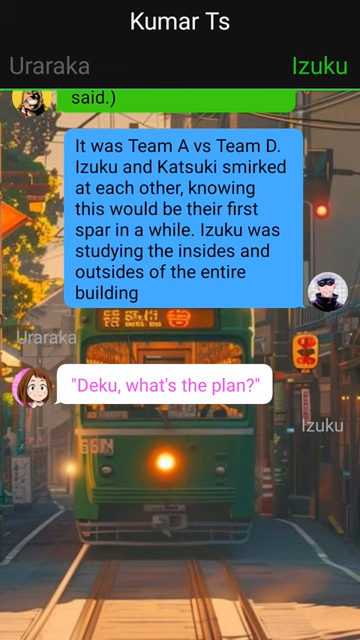 Kumar Ts
Uraraka
Izuku
said.)
It was Team A vs Team D.
Izuku and Katsuki smirked
at each other, knowing
this would be their first
spar in a while. Izuku was
studying the insides and
outsides of the entire
building
Uraraka
"Deku, what's the plan?"
Izuku